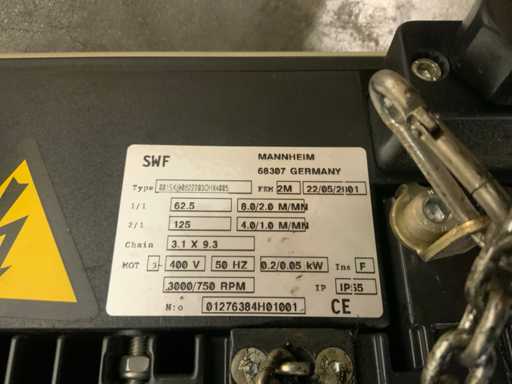 SWF MANNHEIM
68307 GERMANY
Type FEM 2M 22/05/2001
1/1 62.5 8.0/2.0 M/MN
2/1 125 4.0/1.0 M/MN
Chain 3.1 X 9.3
MOT 3- 400 V 50 HZ 0.2/0.05 kW Ins F
3000/750 RPM IP IP55
N:o 01276384H01001 CE